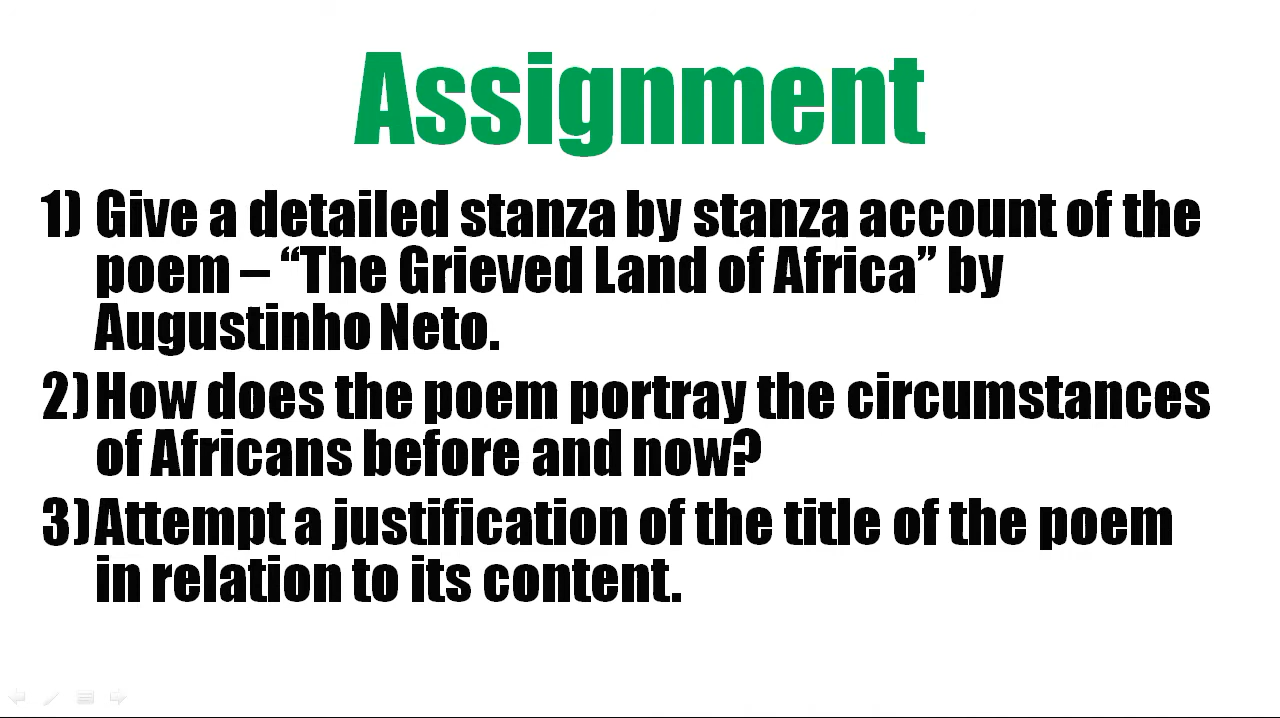 Assignment
1) Give a detailed stanza by stanza account of the
poem – “The Grieved Land of Africa” by
Augustinho Neto.
2) How does the poem portray the circumstances
of Africans before and now?
3) Attempt a justification of the title of the poem
in relation to its content.